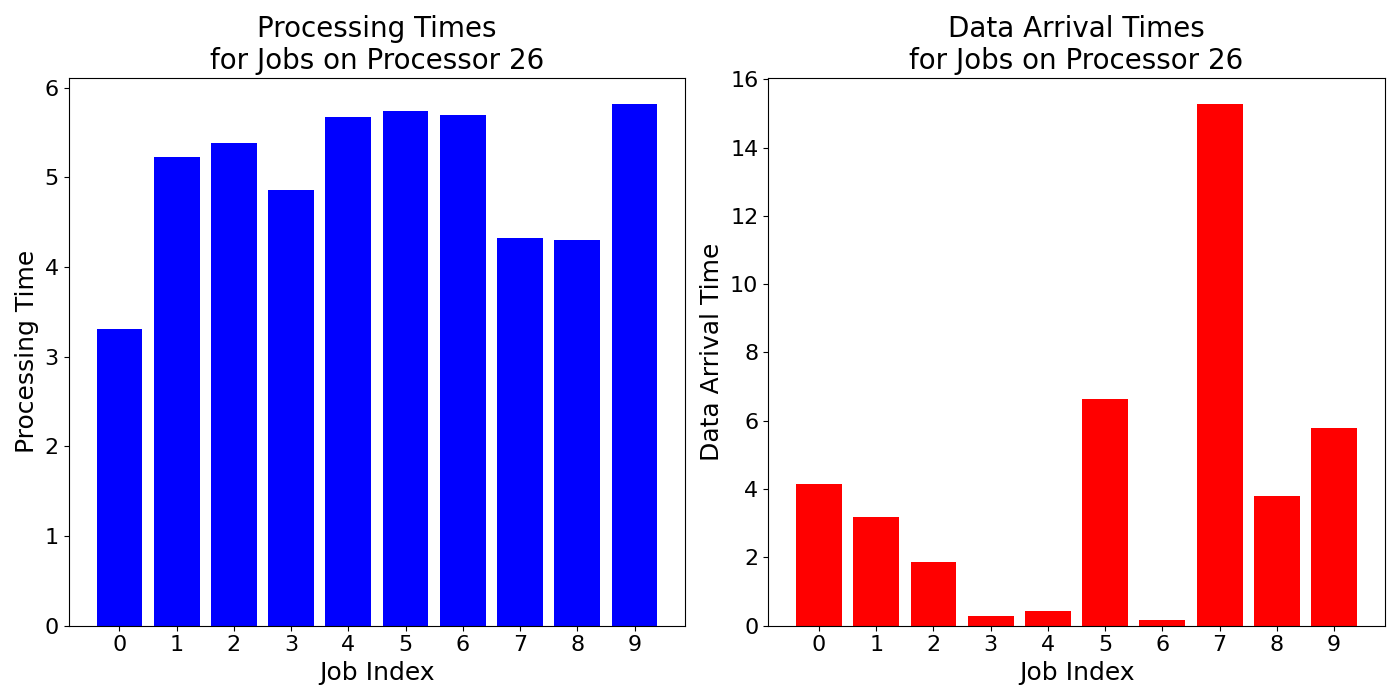 Processing Times
for Jobs on Processor 26
Processing Time
6
5
4
3
2
1
0
0 1 2 3 4 5 6 7 8 9
Job Index
Data Arrival Times
for Jobs on Processor 26
Data Arrival Time
16
14
12
10
8
6
4
2
0
0 1 2 3 4 5 6 7 8 9
Job Index